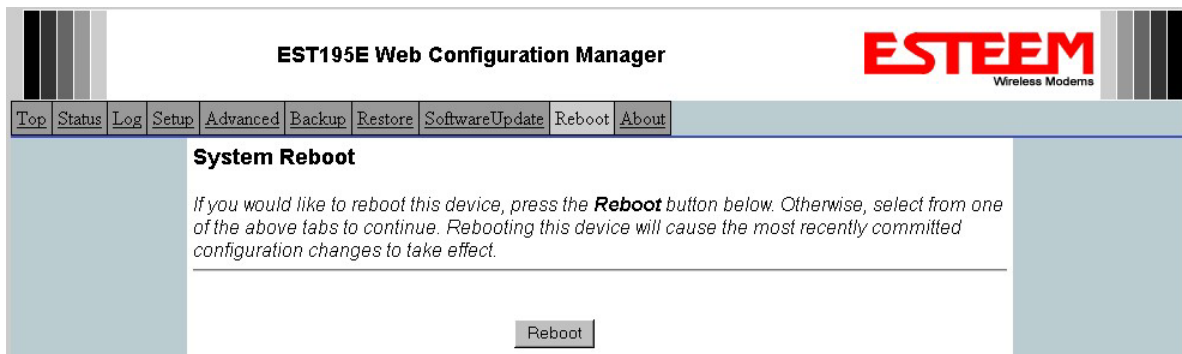 EST195E Web Configuration Manager
ESTEEM
Wireless Modems
Top Status Log Setup Advanced Backup Restore SoftwareUpdate Reboot About
System Reboot
If you would like to reboot this device, press the Reboot button below. Otherwise, select from one
of the above tabs to continue. Rebooting this device will cause the most recently committed
configuration changes to take effect.
Reboot